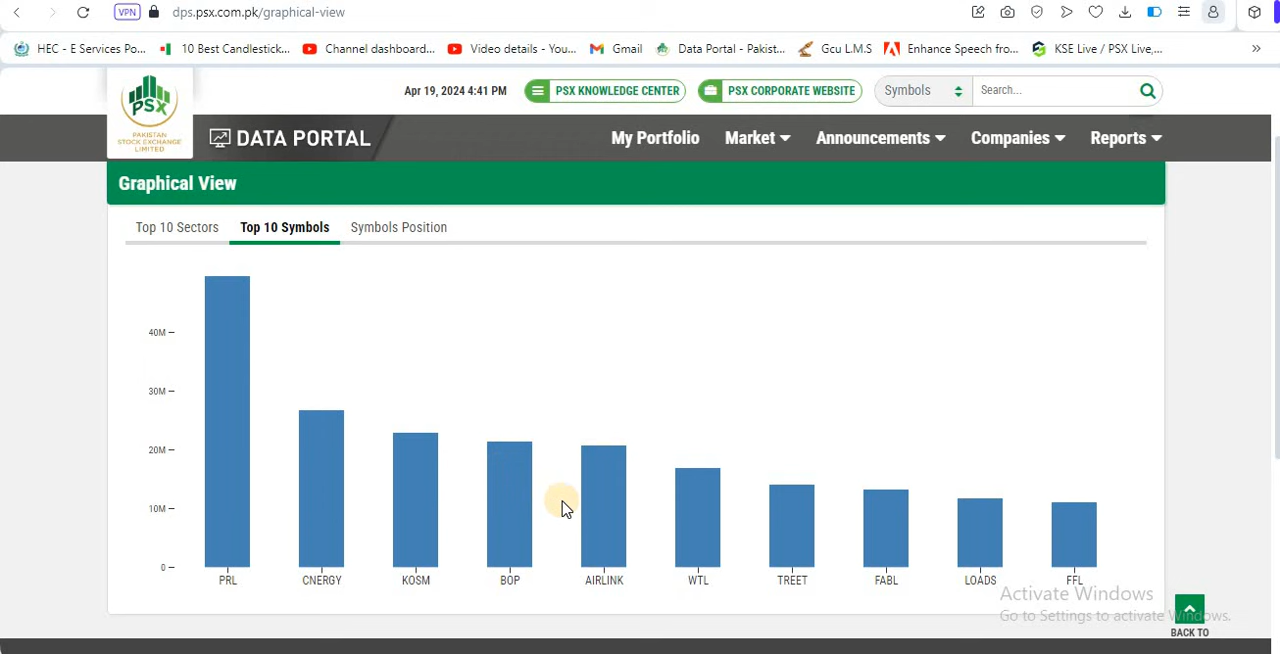 VPN dps.psx.com.pk/graphical-view
HEC - E Services Po... 10 Best Candlestick... Channel dashboard... Video details - You... Gmail Data Portal - Pakist... Gcu L.M.S Enhance Speech fro... KSE Live / PSX Live,...
PSX
PAKISTAN
STOCK EXCHANGE
LIMITED
Apr 19, 2024 4:41 PM PSX KNOWLEDGE CENTER PSX CORPORATE WEBSITE Symbols Search...
DATA PORTAL My Portfolio Market Announcements Companies Reports
Graphical View
Top 10 Sectors Top 10 Symbols Symbols Position
40M
30M
20M
10M
0
PRL CNERGY KOSM BOP AIRLINK WTL TREET FABL LOADS FFL
Activate Windows
Go to Settings to activate Windows.
BACK TO